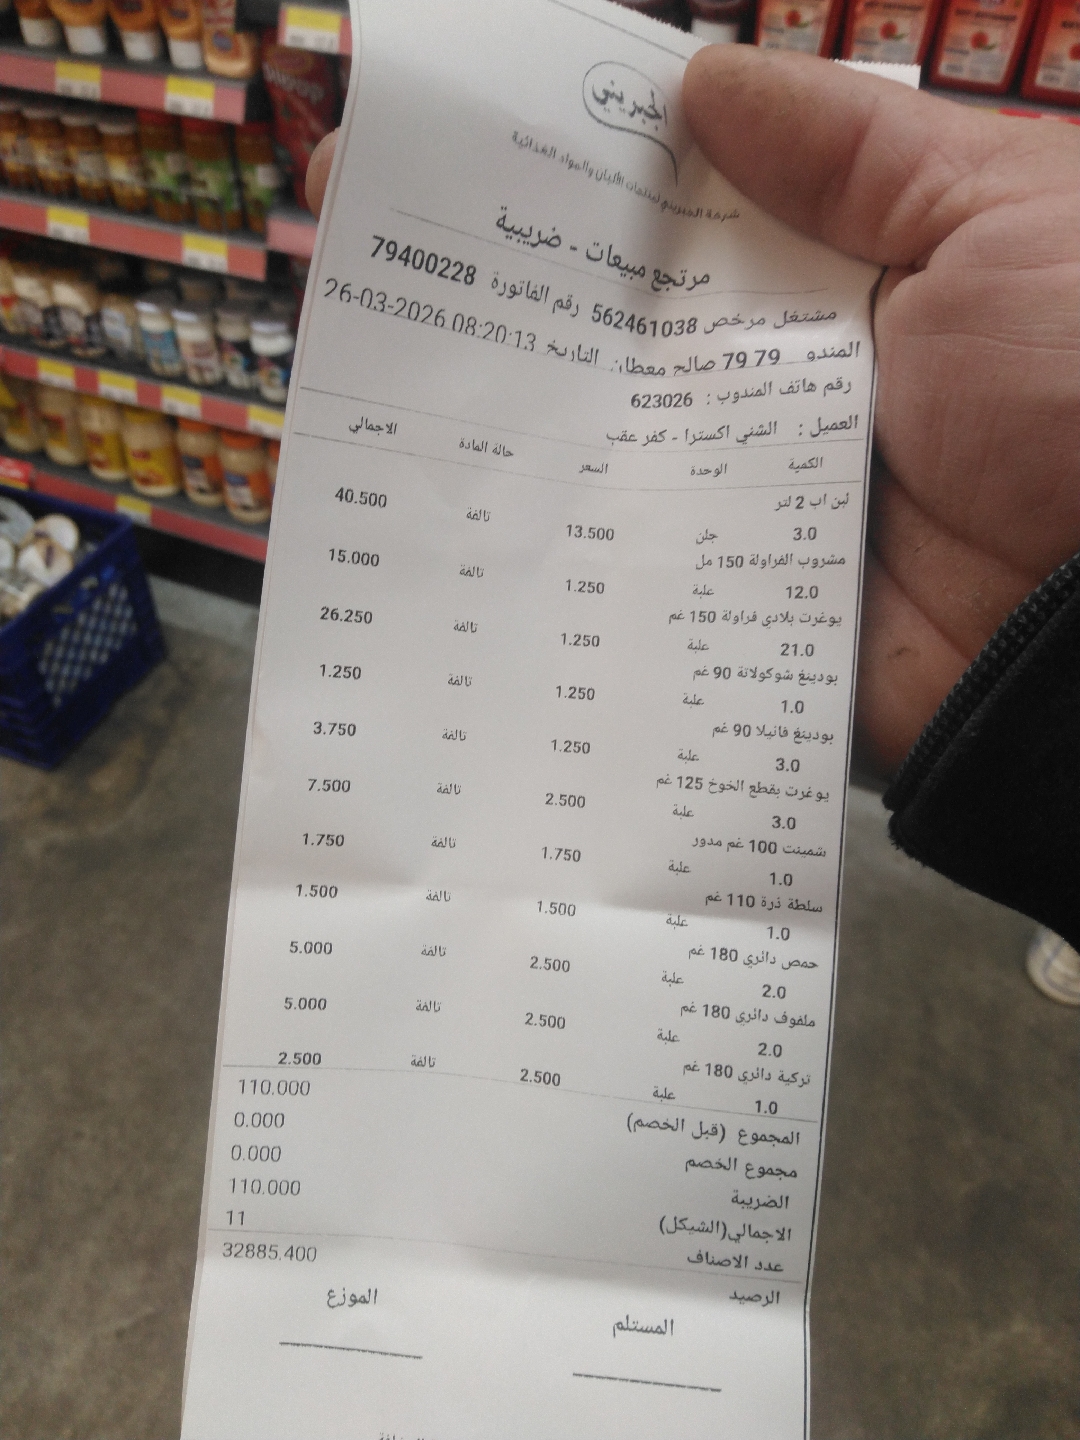 الجبريني
شركة الجبريني لمنتجات الألبان والمواد الغذائية
مرتجع مبيعات - ضريبية
مشتغل مرخص 562461038 رقم الفاتورة 79400228
المندو 79 79 صالح معطان التاريخ 26-03-2026 08:20:13
رقم هاتف المندوب : 623026
العميل : الشني اكسترا - كفر عقب
الكمية الوحدة السعر حالة المادة الاجمالي
لبن اب 2 لتر
3.0 جلن 13.500 تالفة 40.500
مشروب الفراولة 150 مل
12.0 علبة 1.250 تالفة 15.000
يوغرت بلادي فراولة 150 غم
21.0 علبة 1.250 تالفة 26.250
بودينغ شوكولاتة 90 غم
1.0 علبة 1.250 تالفة 1.250
بودينغ فانيلا 90 غم
3.0 علبة 1.250 تالفة 3.750
يوغرت بقطع الخوخ 125 غم
3.0 علبة 2.500 تالفة 7.500
شمينت 100 غم مدور
1.0 علبة 1.750 تالفة 1.750
سلطة ذرة 110 غم
1.0 علبة 1.500 تالفة 1.500
حمص دائري 180 غم
2.0 علبة 2.500 تالفة 5.000
ملفوف دائري 180 غم
2.0 علبة 2.500 تالفة 5.000
تركية دائري 180 غم
1.0 علبة 2.500 تالفة 2.500
المجموع (قبل الخصم) 110.000
مجموع الخصم 0.000
الضريبة 0.000
الاجمالي(الشيكل) 110.000
عدد الاصناف 11
الرصيد 32885.400
المستلم الموزع